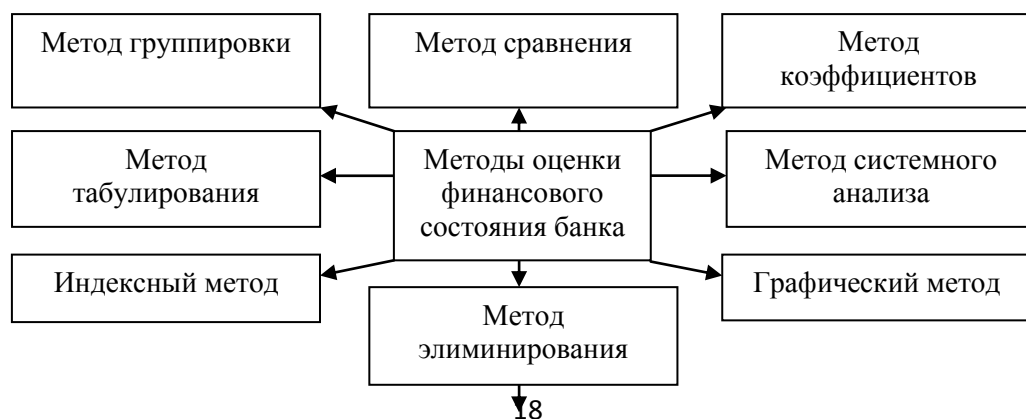 Метод группировки
Метод сравнения
Метод
коэффициентов
Метод
табулирования
Методы оценки
финансового
состояния банка
Метод системного
анализа
Индексный метод
Метод
элиминирования
Графический метод
18